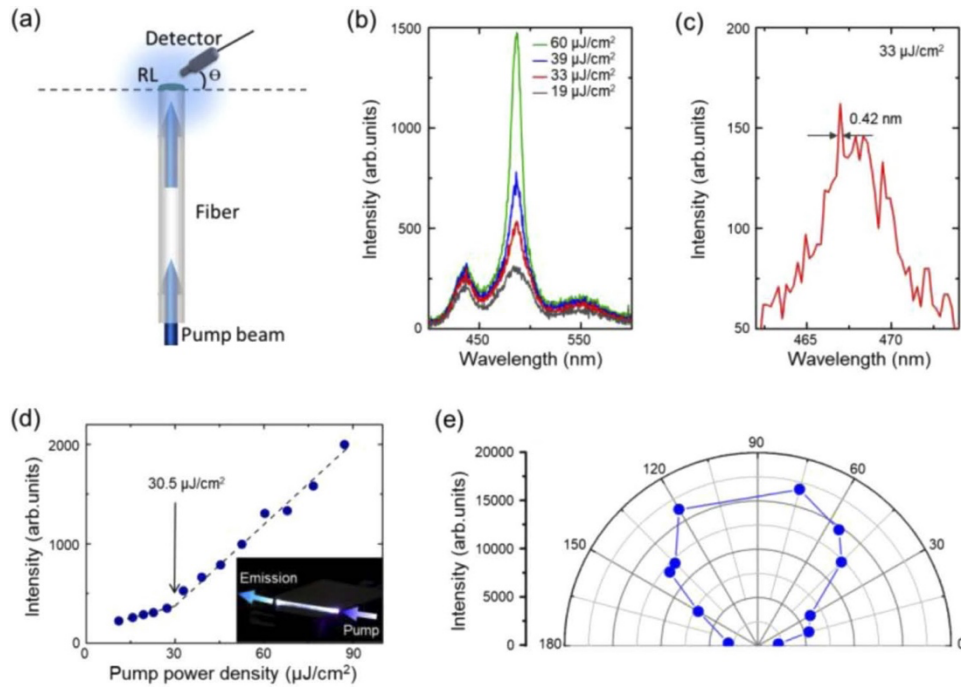 (a)
Detector
RL
Θ
Fiber
Pump beam
(b)
Intensity (arb.units)
1500
1000
500
0
60 μJ/cm²
39 μJ/cm²
33 μJ/cm²
19 μJ/cm²
450
550
Wavelength (nm)
(c)
Intensity (arb.units)
200
150
100
50
33 μJ/cm²
0.42 nm
465
470
Wavelength (nm)
(d)
Intensity (arb.units)
2000
1000
0
30.5 μJ/cm²
Emission
Pump
0
30
60
90
Pump power density (μJ/cm²)
(e)
Intensity (arb.units)
20000
15000
10000
5000
0
180
150
120
90
60
30
0